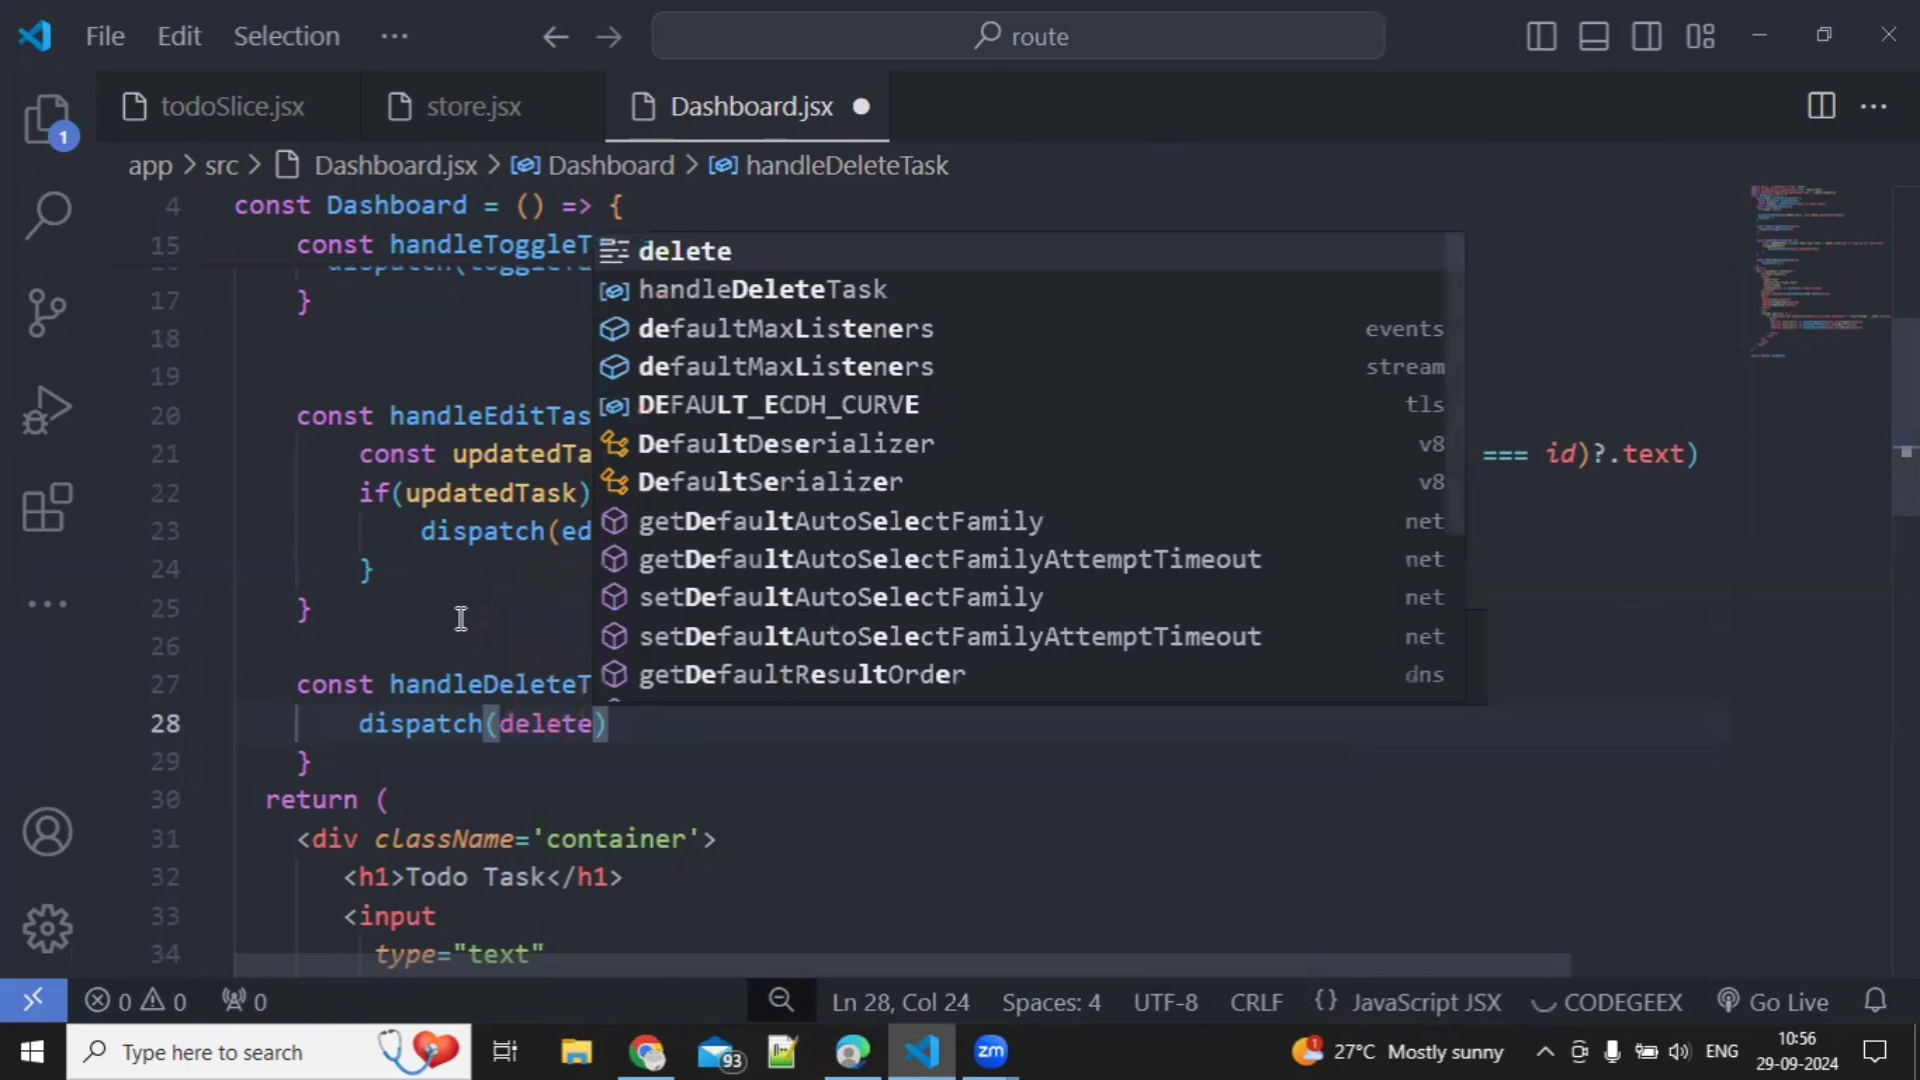 File Edit Selection ··· route
todoSlice.jsx store.jsx Dashboard.jsx
app > src > Dashboard.jsx > Dashboard > handleDeleteTask
4 const Dashboard = () => {
15 const handleToggleT
17 }
18
19
20 const handleEditTas
21 const updatedTa === id)?.text)
22 if(updatedTask)
23 dispatch(ed
24 }
25 }
26
27 const handleDeleteT
28 dispatch(delete)
29 }
30 return (
31 <div className='container'>
32 <h1>Todo Task</h1>
33 <input
34 type="text"
delete
handleDeleteTask
defaultMaxListeners events
defaultMaxListeners stream
DEFAULT_ECDH_CURVE tls
DefaultDeserializer v8
DefaultSerializer v8
getDefaultAutoSelectFamily net
getDefaultAutoSelectFamilyAttemptTimeout net
setDefaultAutoSelectFamily net
setDefaultAutoSelectFamilyAttemptTimeout net
getDefaultResultOrder dns
1
0 0 0 Ln 28, Col 24 Spaces: 4 UTF-8 CRLF {} JavaScript JSX CODEGEEX Go Live
Type here to search 93 zm 1 27°C Mostly sunny ENG 10:56
29-09-2024